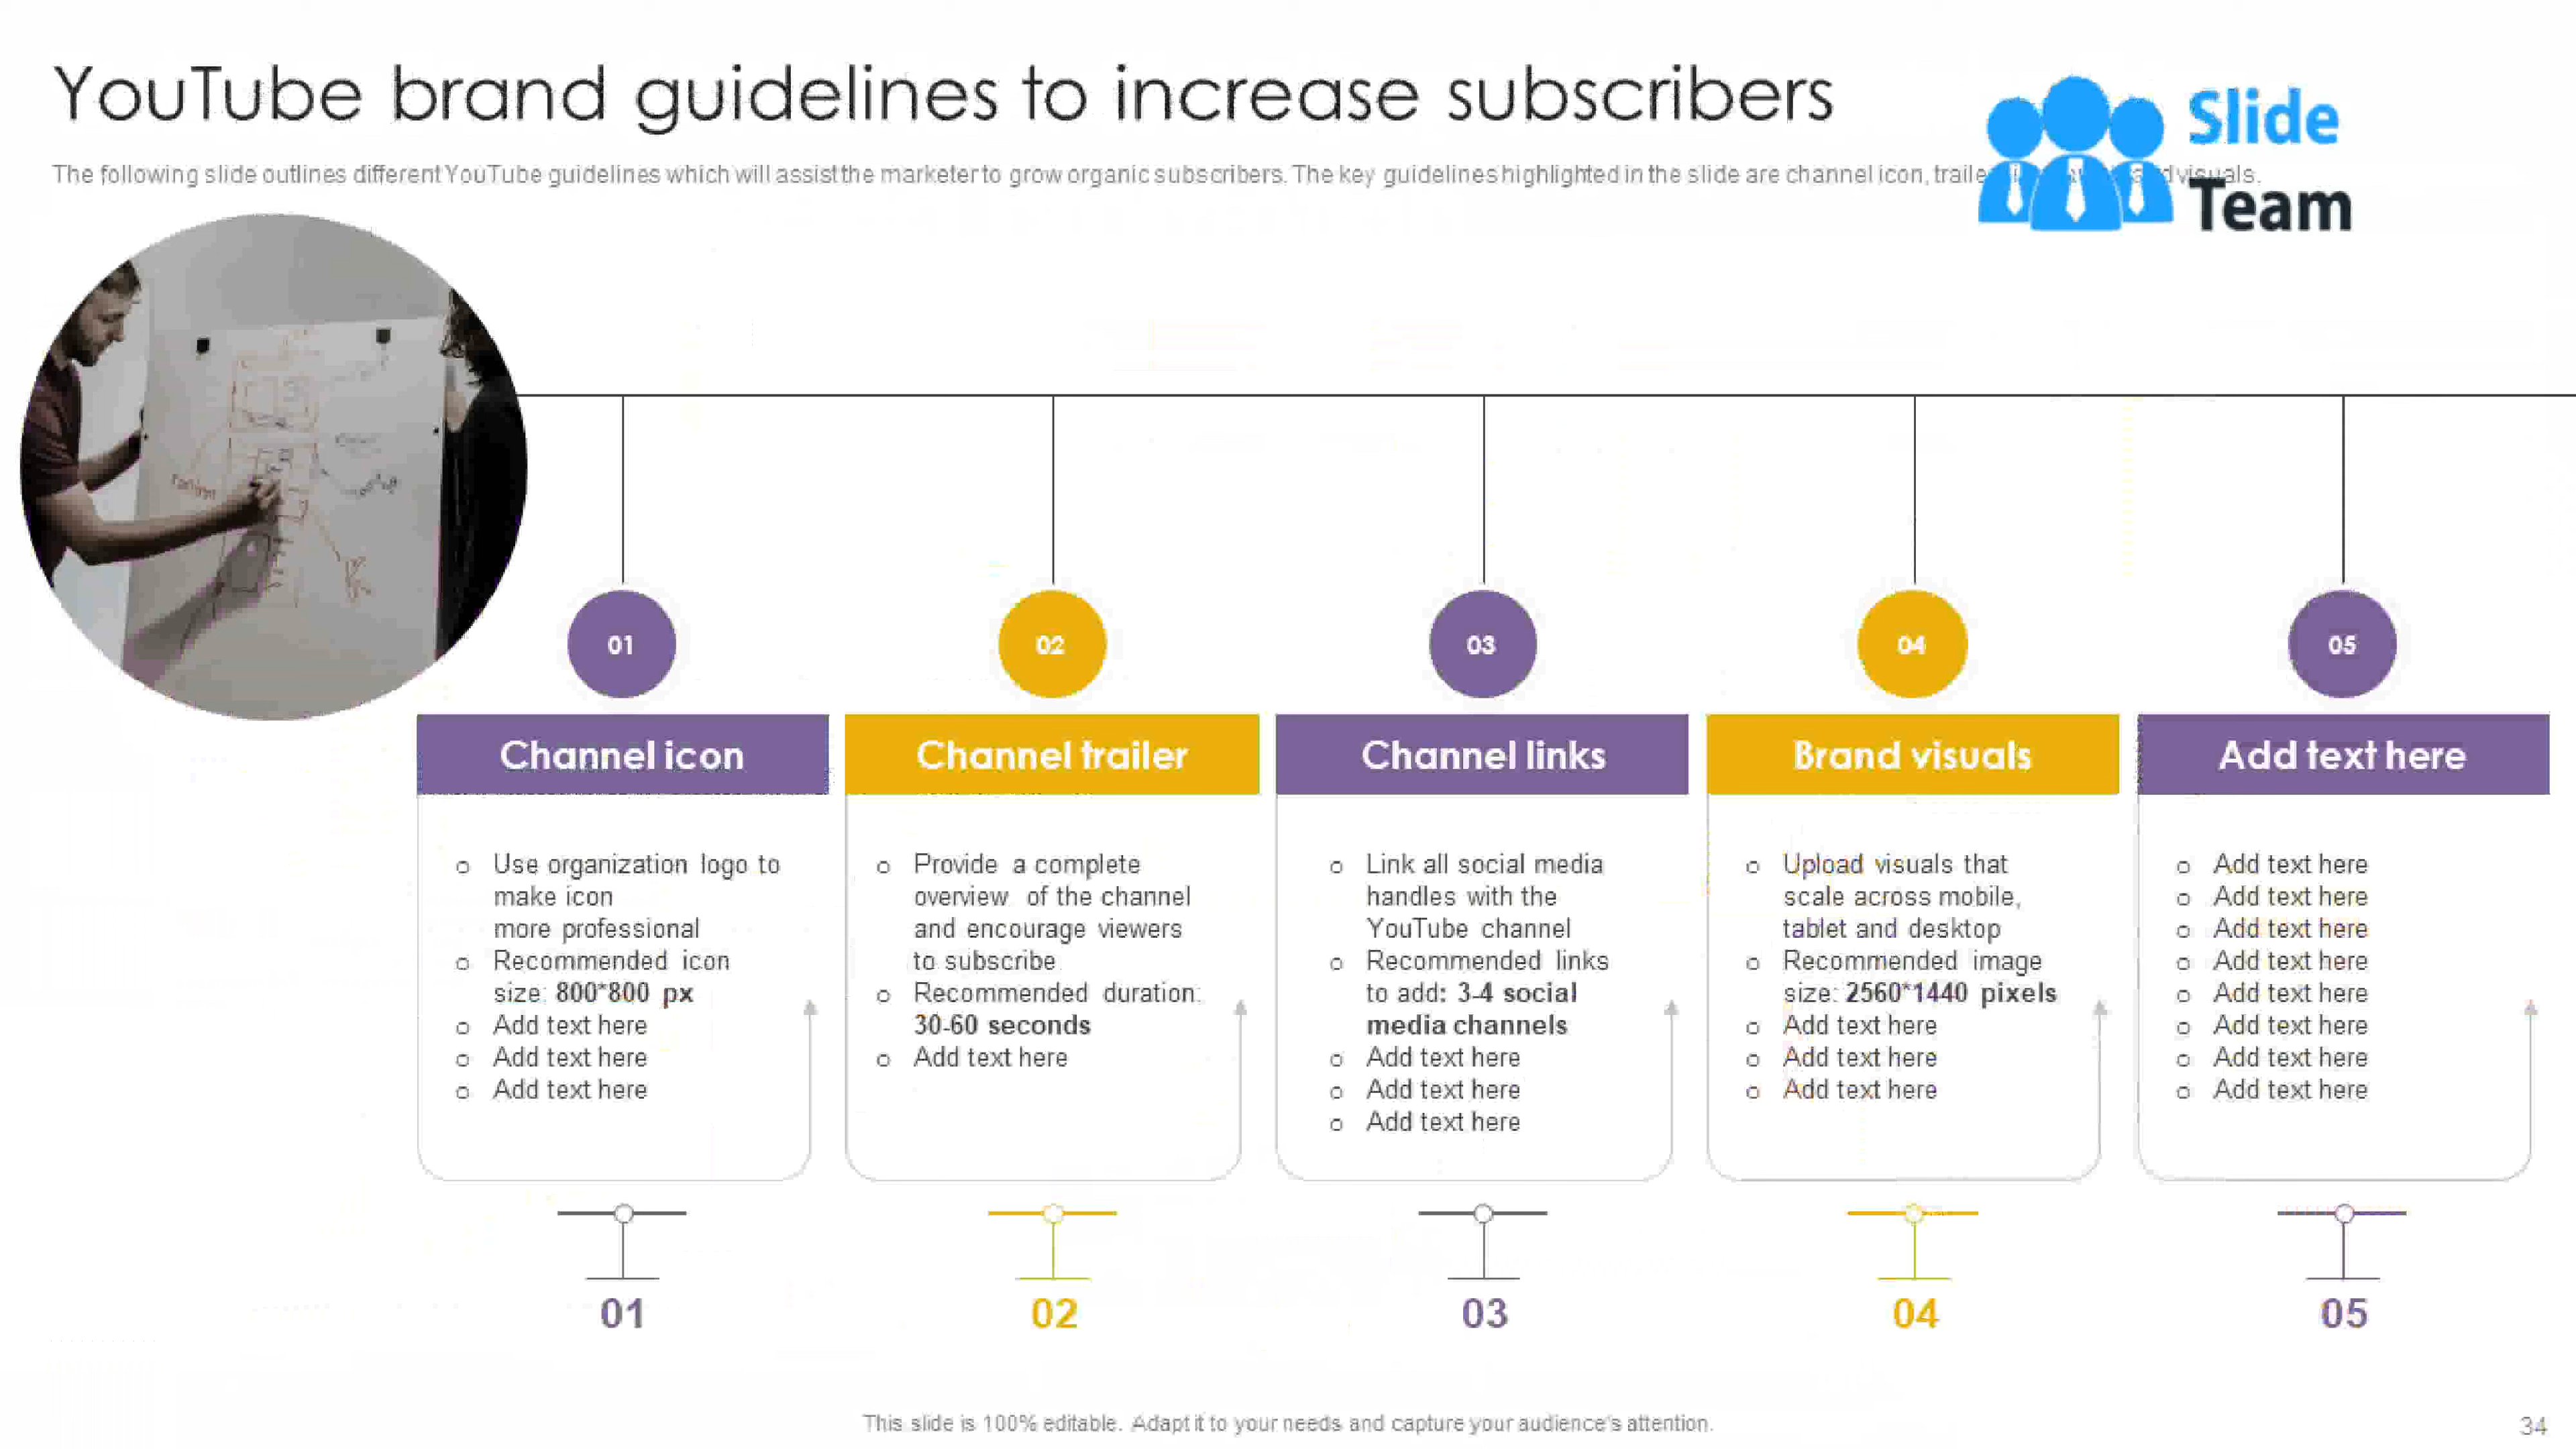 YouTube brand guidelines to increase subscribers
Slide
Team
The following slide outlines different YouTube guidelines which will assist the marketer to grow organic subscribers. The key guidelines highlighted in the slide are channel icon, visuals.
01
02
03
04
05
Channel icon
Use organization logo to
make icon
more professional
Recommended icon
size: 800*800 px
Add text here
Add text here
Add text here
Channel trailer
Provide a complete
overview of the channel
and encourage viewers
to subscribe
Recommended duration:
30-60 seconds
Add text here
Channel links
Link all social media
handles with the
YouTube channel
Recommended links
to add: 3-4 social
media channels
Add text here
Add text here
Add text here
Brand visuals
Upload visuals that
scale across mobile,
tablet and desktop
Recommended image
size: 2560*1440 pixels
Add text here
Add text here
Add text here
Add text here
Add text here
Add text here
Add text here
Add text here
Add text here
Add text here
Add text here
Add text here
01
02
03
04
05
This slide is 100% editable. Adapt it to your needs and capture your audience's attention.
34